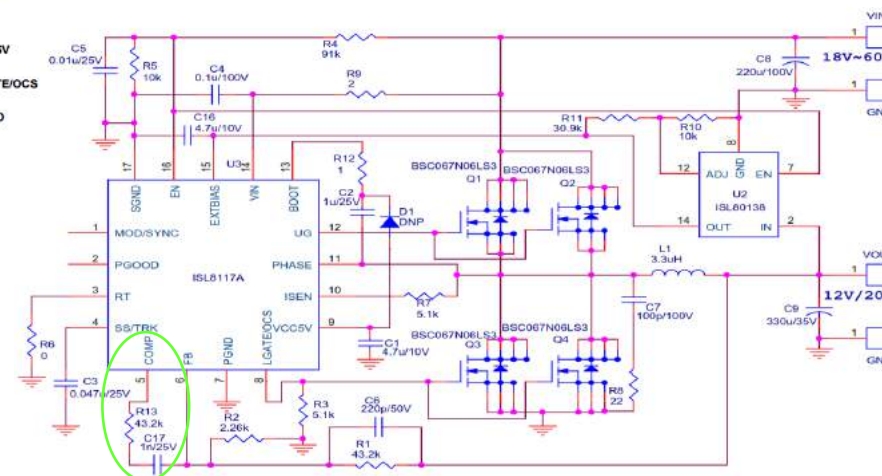 VIN
5V
TE/OCS
D
C5
0.01u/25V
R5
10k
C4
0.1u/100V
R4
91k
R9
2
C8
220u/100V
1
18V~60
1
GN
C16
4.7u/10V
R11
30.9k
R10
10k
17
16
15
14
13
U3
R12
1
C2
1u/25V
BSC067N06LS3
Q1
BSC067N06LS3
Q2
8
12
ADJ
GND
EN
7
U2
ISL80138
14
OUT
IN
2
SGND
EN
EXTBIAS
VIN
BOOT
D1
DNP
1
MOD/SYNC
UG
12
2
PGOOD
ISL8117A
PHASE
11
L1
3.3uH
VOU
1
12V/20
3
RT
ISEN
10
R7
5.1k
C7
100p/100V
C9
330u/35V
4
SS/TRK
VCC5V
9
R6
0
C1
4.7u/10V
BSC067N06LS3
Q3
BSC067N06LS3
Q4
1
GN
COMP
FB
PGND
LGATE/OCS
5
6
7
8
C3
0.047u/25V
R13
43.2k
C17
1n/25V
R2
2.26k
R3
5.1k
C6
220p/50V
R1
43.2k
R8
22